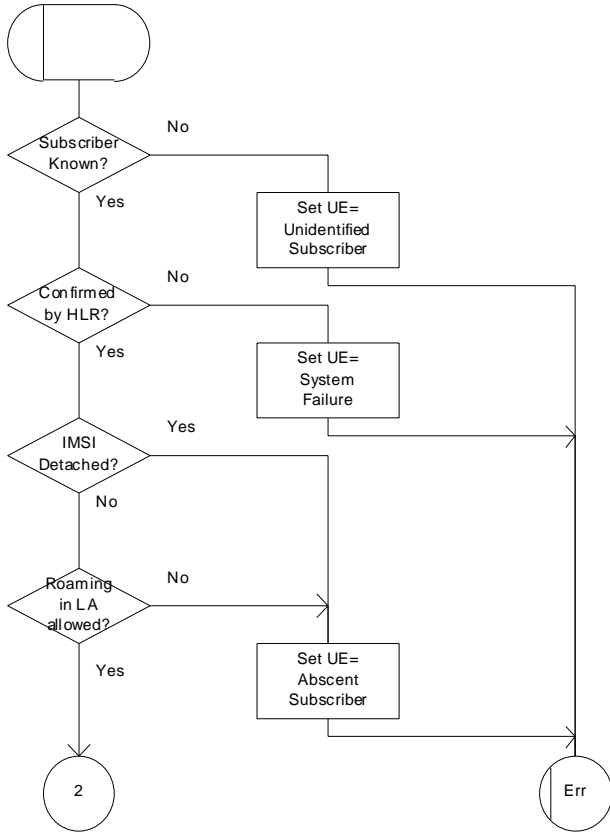 Subscriber
Known?
No
Yes
Set UE=
Unidentified
Subscriber
Confirmed
by HLR?
No
Yes
Set UE=
System
Failure
IMSI
Detached?
Yes
No
Roaming
in LA
allowed?
No
Yes
Set UE=
Abscent
Subscriber
2
Err